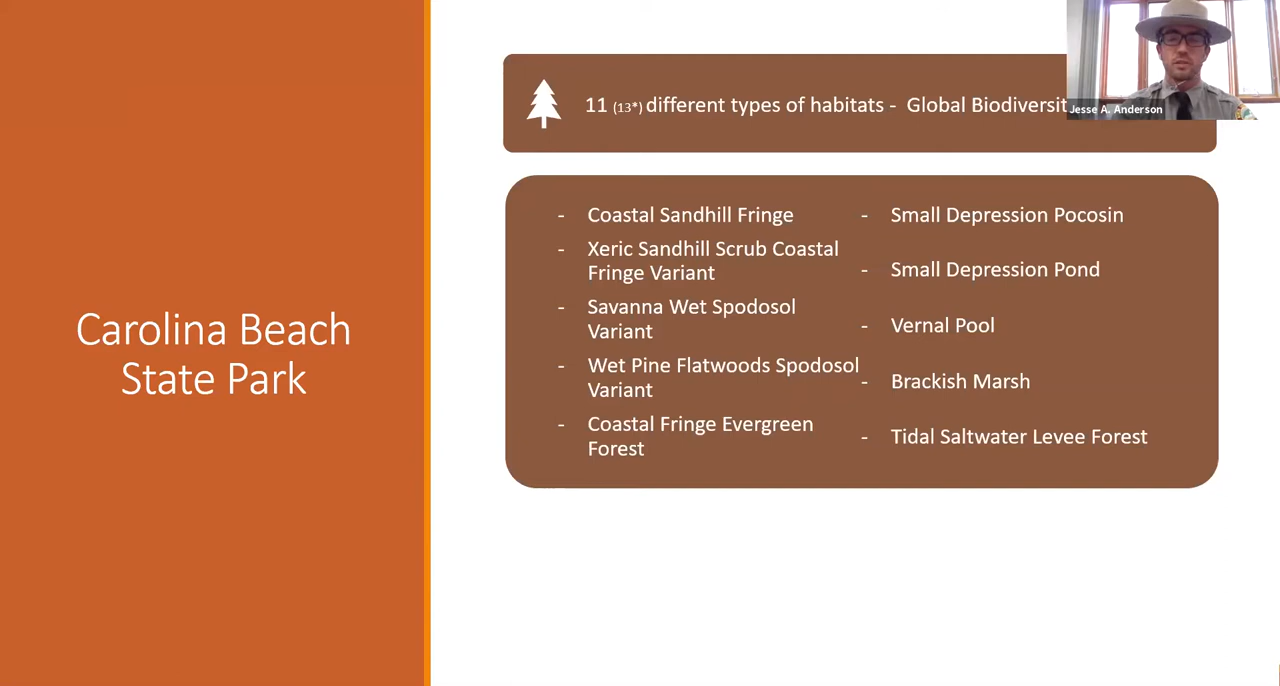 Carolina Beach
State Park
11 (13*) different types of habitats - Global Biodiversit
Jesse A. Anderson
- Coastal Sandhill Fringe
- Xeric Sandhill Scrub Coastal
Fringe Variant
- Savanna Wet Spodosol
Variant
- Wet Pine Flatwoods Spodosol
Variant
- Coastal Fringe Evergreen
Forest
- Small Depression Pocosin
- Small Depression Pond
- Vernal Pool
- Brackish Marsh
- Tidal Saltwater Levee Forest